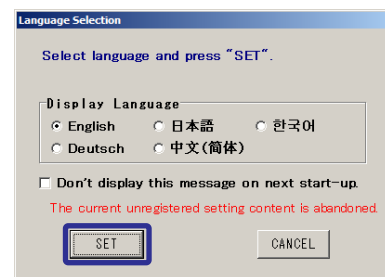 Language Selection
Select language and press "SET".
Display Language
English 日本語 한국어
Deutsch 中文(简体)
Don't display this message on next start-up.
The current unregistered setting content is abandoned.
SET CANCEL